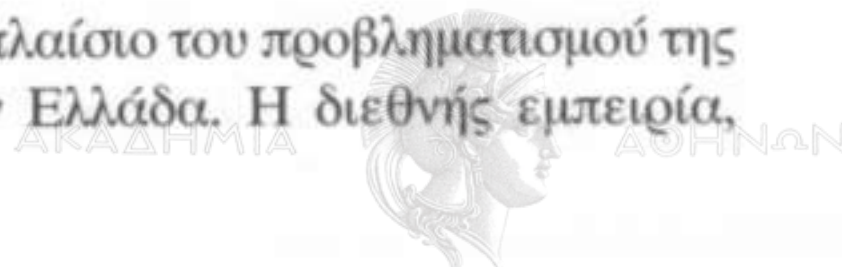 πλαίσιο του προβληματισμού της
Ελλάδα. Η διεθνής εμπειρία,
ΑΚΑΔΗΜΙΑ ΑΘΗΝΩΝ